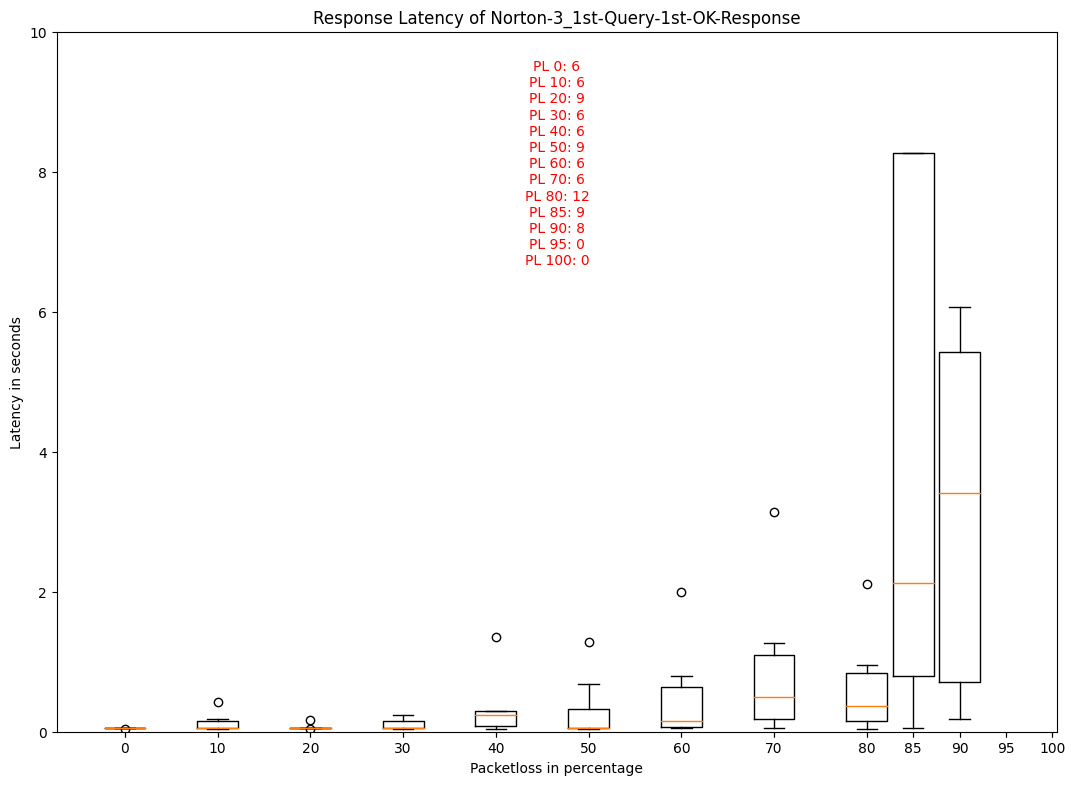 Response Latency of Norton-3_1st-Query-1st-OK-Response
10
8
6
4
2
0
Latency in seconds
PL 0: 6
PL 10: 6
PL 20: 9
PL 30: 6
PL 40: 6
PL 50: 9
PL 60: 6
PL 70: 6
PL 80: 12
PL 85: 9
PL 90: 8
PL 95: 0
PL 100: 0
0 10 20 30 40 50 60 70 80 85 90 95 100
Packetloss in percentage